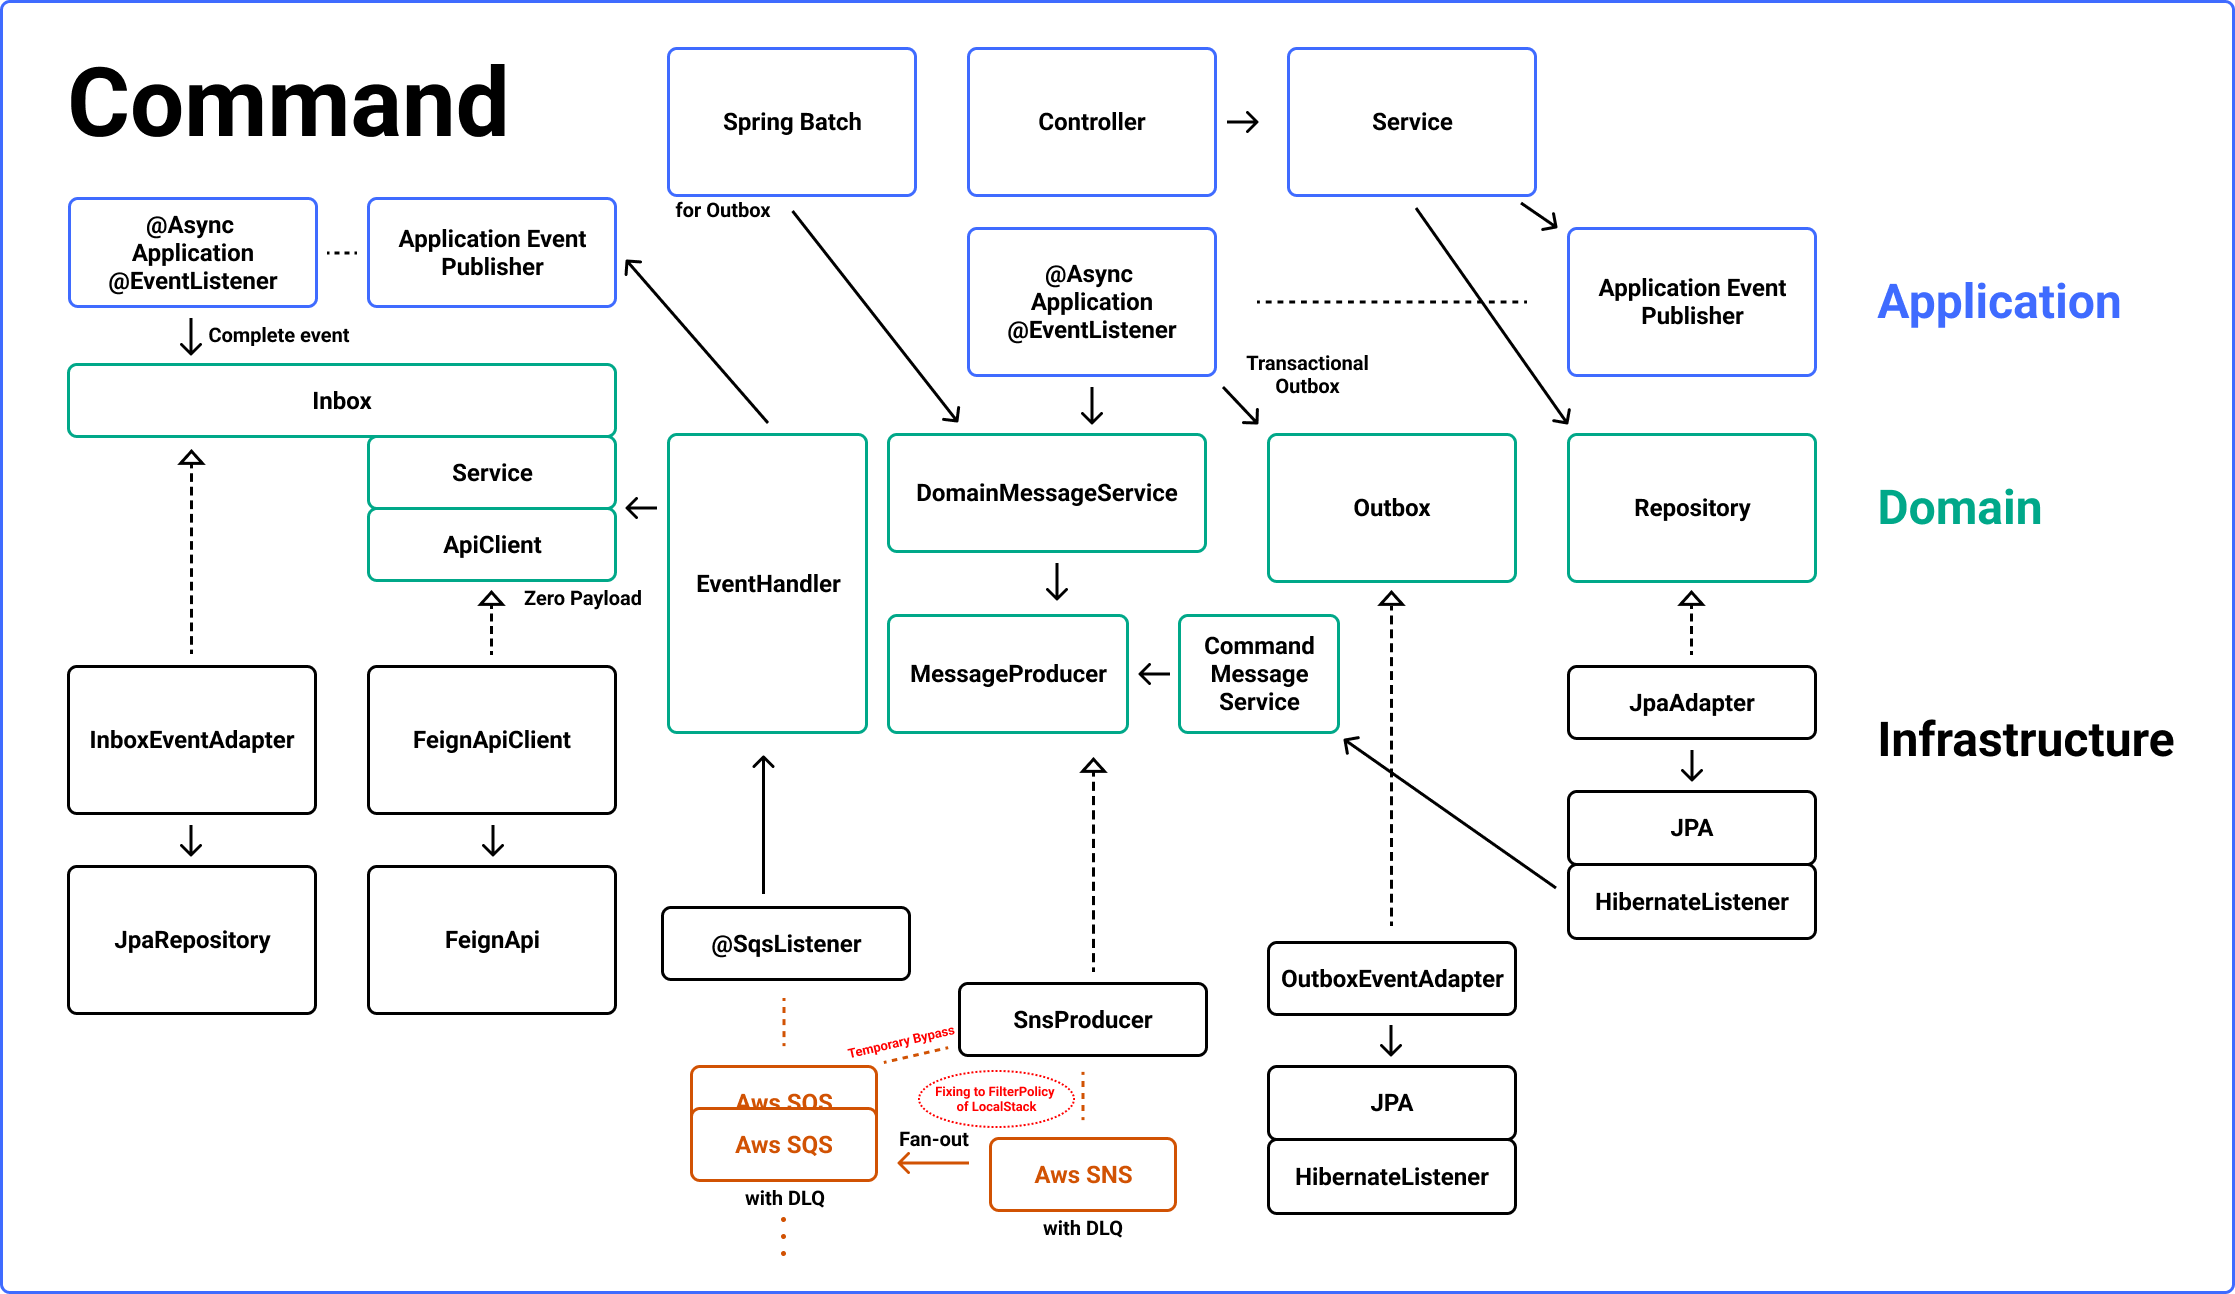 Command
Spring Batch
Controller
Service
for Outbox
@Async
Application
@EventListener
Application Event
Publisher
@Async
Application
@EventListener
Application Event
Publisher
Application
Complete event
Transactional
Outbox
Inbox
Service
ApiClient
Zero Payload
EventHandler
DomainMessageService
Outbox
Repository
Domain
MessageProducer
Command
Message
Service
InboxEventAdapter
FeignApiClient
JpaAdapter
Infrastructure
JPA
HibernateListener
JpaRepository
FeignApi
@SqsListener
SnsProducer
OutboxEventAdapter
Temporary Bypass
Fixing to FilterPolicy
of LocalStack
Aws SQS
Aws SQS
Fan-out
with DLQ
Aws SNS
with DLQ
JPA
HibernateListener